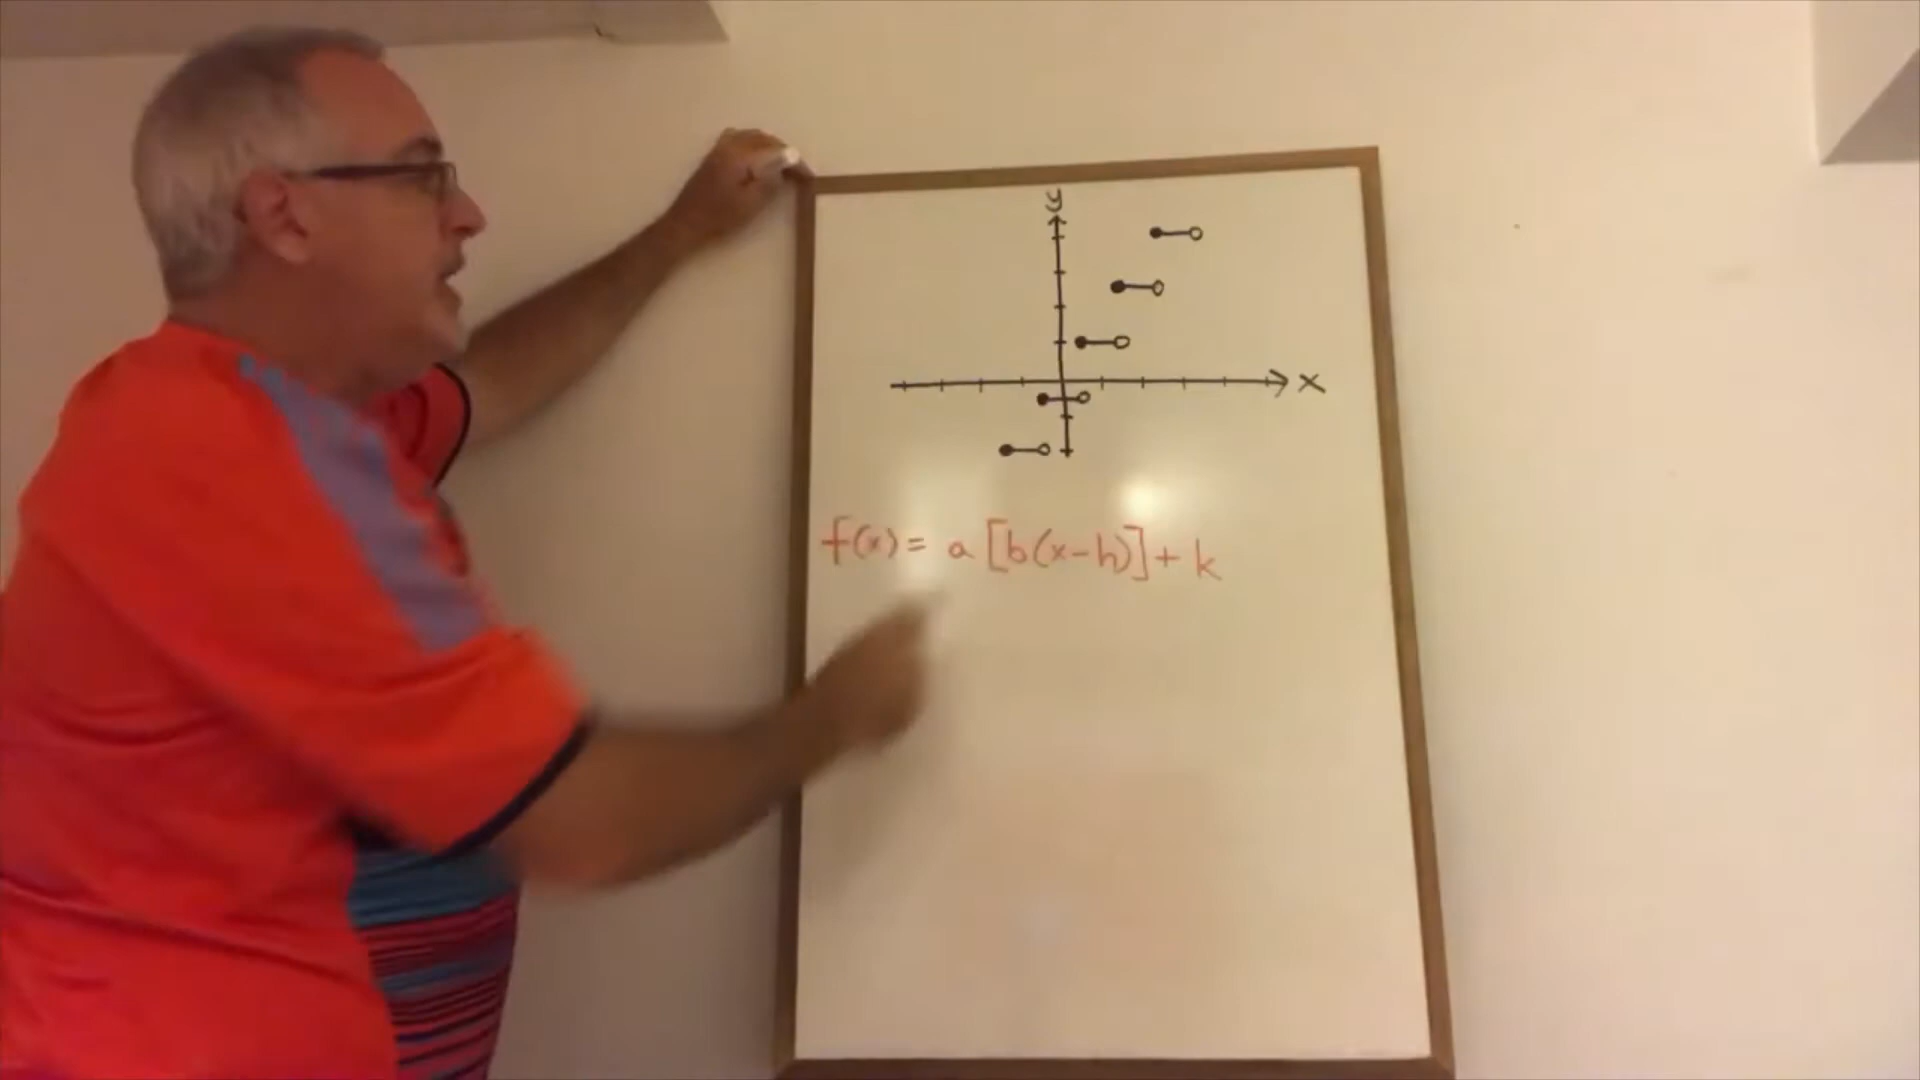 y
x
f(x) = a [b(x-h)] + k